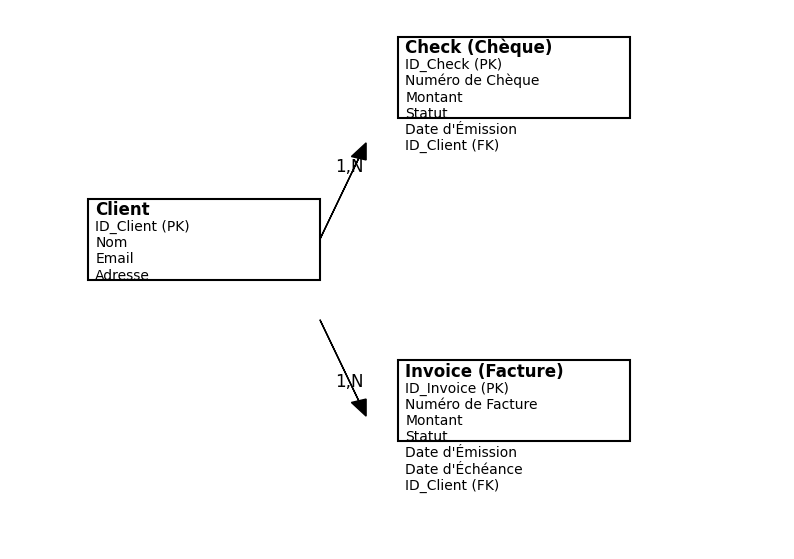 Check (Chèque)
ID_Check (PK)
Numéro de Chèque
Montant
Statut
Date d'Émission
ID_Client (FK)
1,N
Client
ID_Client (PK)
Nom
Email
Adresse
1,N
Invoice (Facture)
ID_Invoice (PK)
Numéro de Facture
Montant
Statut
Date d'Émission
Date d'Échéance
ID_Client (FK)